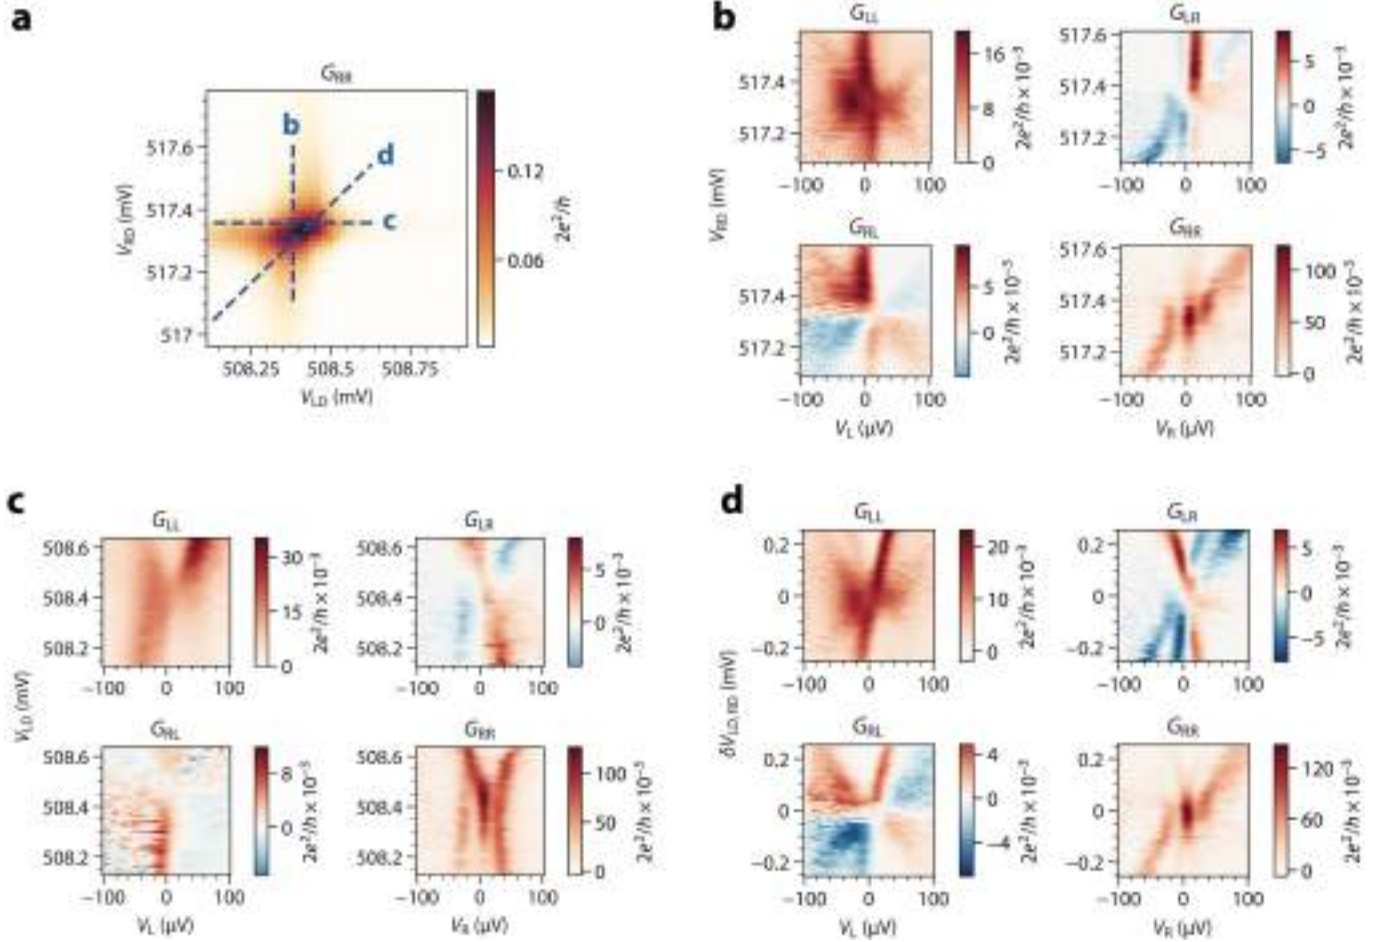 a
G_RR
b
d
c
517.6
517.4
517.2
517
508.25 508.5 508.75
V_LD (mV)
V_RD (mV)
0.12
0.06
2e²/h
b
G_LL
517.4
517.2
−100 0 100
16
8
0
2e²/h × 10⁻³
G_LR
517.6
517.4
517.2
−100 0 100
5
0
−5
2e²/h × 10⁻³
V_RD (mV)
G_RL
517.4
517.2
−100 0 100
V_L (μV)
5
0
2e²/h × 10⁻³
G_RR
517.6
517.4
517.2
−100 0 100
V_R (μV)
100
50
0
2e²/h × 10⁻³
c
G_LL
508.6
508.4
508.2
−100 0 100
30
15
0
2e²/h × 10⁻³
G_LR
508.6
508.4
508.2
−100 0 100
5
0
2e²/h × 10⁻³
V_LD (mV)
G_RL
508.6
508.4
508.2
−100 0 100
V_L (μV)
8
0
2e²/h × 10⁻³
G_RR
508.6
508.4
508.2
−100 0 100
V_R (μV)
100
50
0
2e²/h × 10⁻³
d
G_LL
0.2
0
−0.2
−100 0 100
20
10
0
2e²/h × 10⁻³
G_LR
0.2
0
−0.2
−100 0 100
5
0
−5
2e²/h × 10⁻³
δV_LD,RD (mV)
G_RL
0.2
0
−0.2
−100 0 100
V_L (μV)
4
0
−4
2e²/h × 10⁻³
G_RR
0.2
0
−0.2
−100 0 100
V_R (μV)
120
60
0
2e²/h × 10⁻³